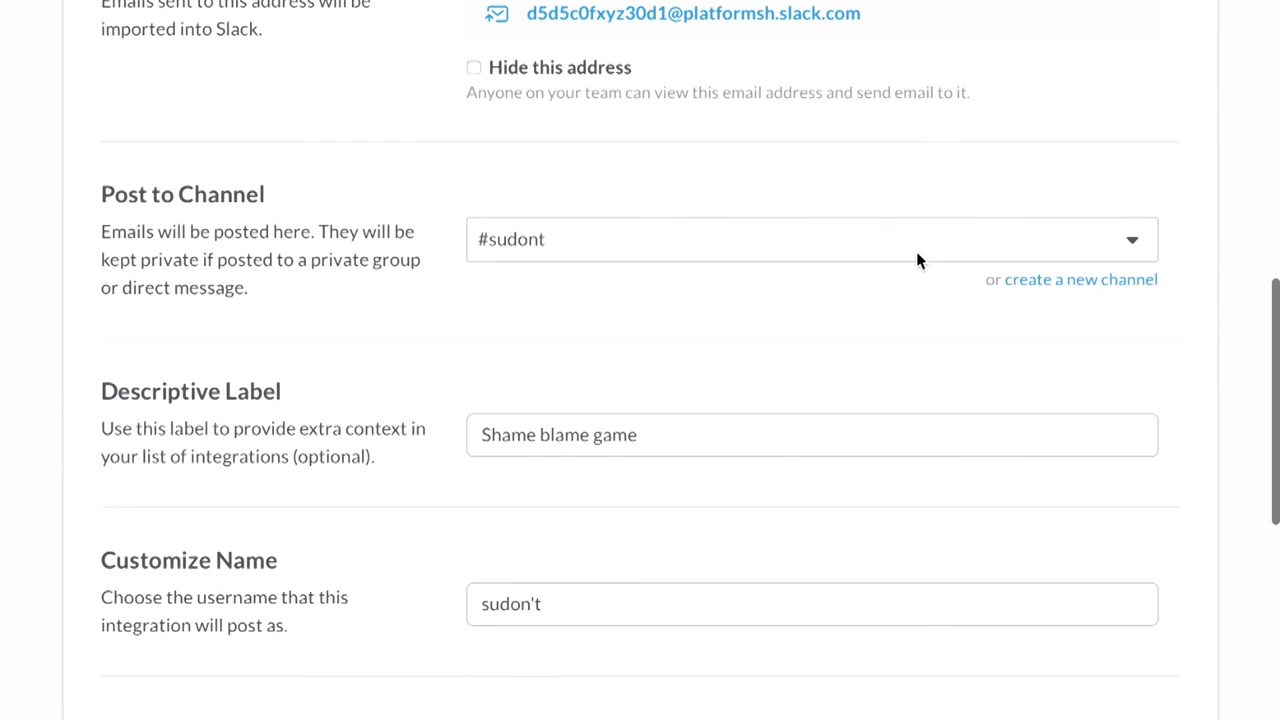 Emails sent to this address will be
imported into Slack.
d5d5c0fxyz30d1@platformsh.slack.com
Hide this address
Anyone on your team can view this email address and send email to it.
Post to Channel
Emails will be posted here. They will be
kept private if posted to a private group
or direct message.
#sudont
or create a new channel
Descriptive Label
Use this label to provide extra context in
your list of integrations (optional).
Shame blame game
Customize Name
Choose the username that this
integration will post as.
sudon't